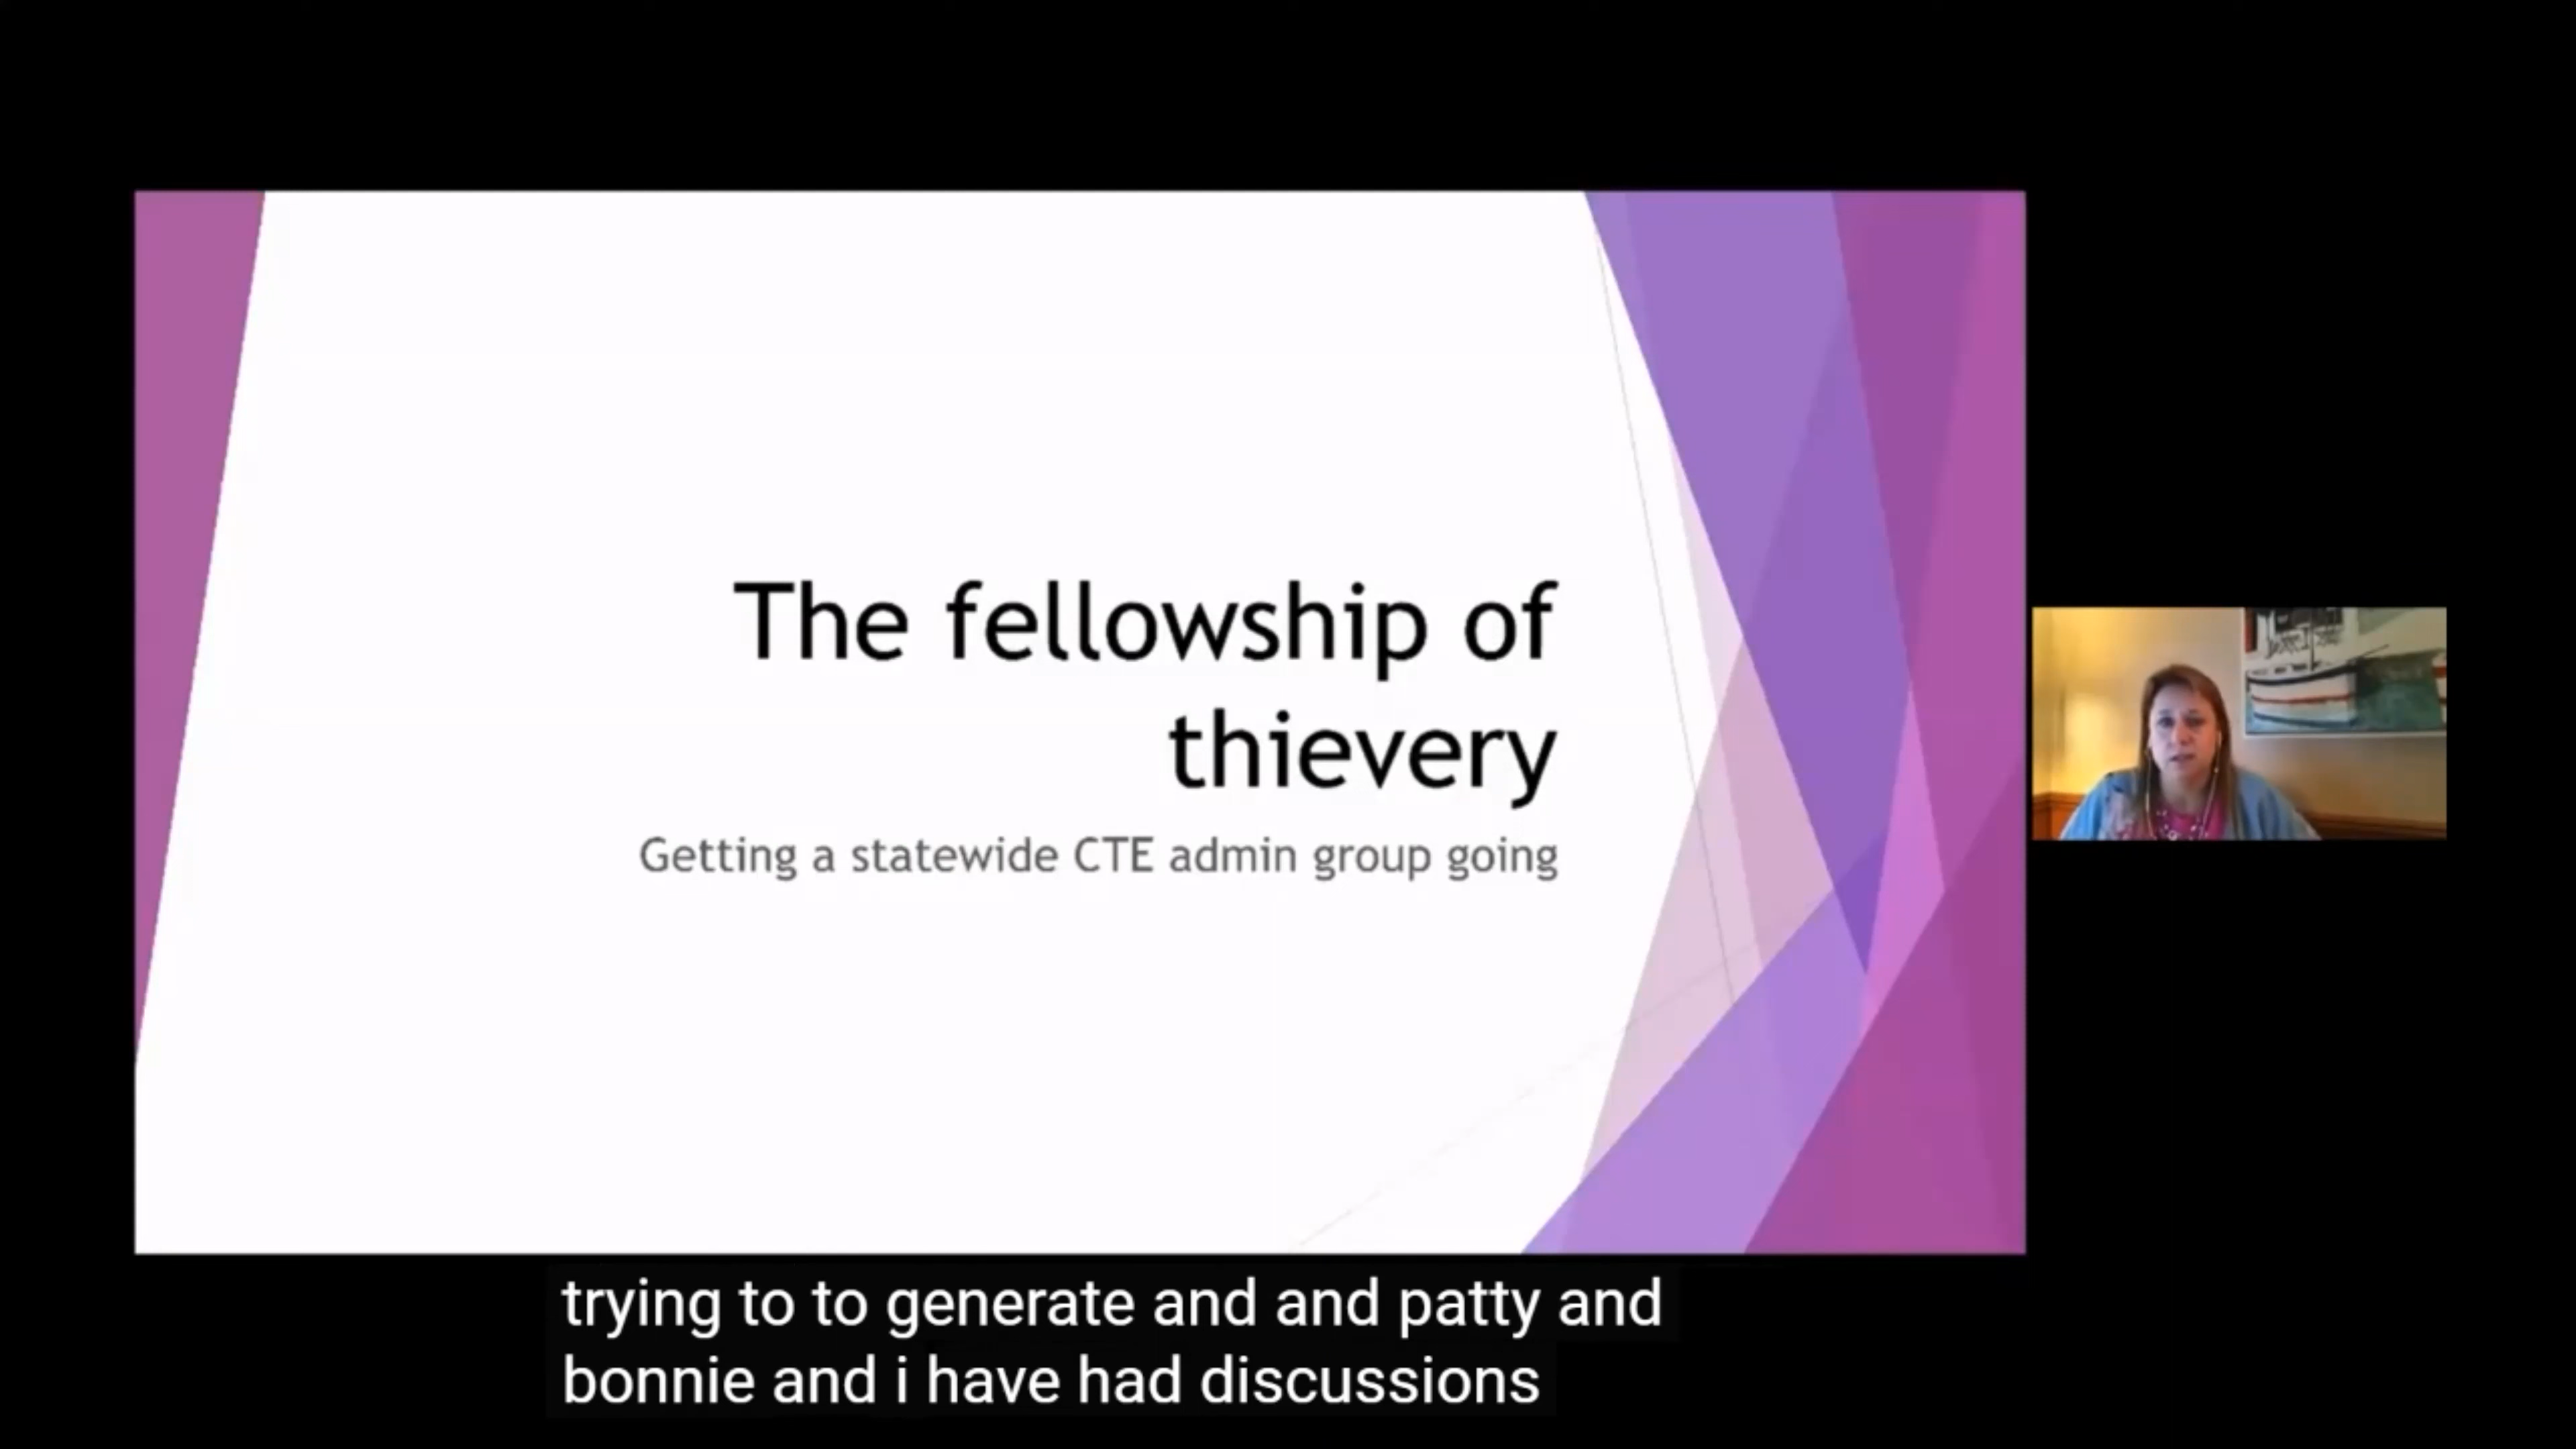 The fellowship of
thievery
Getting a statewide CTE admin group going
trying to to generate and and patty and
bonnie and i have had discussions